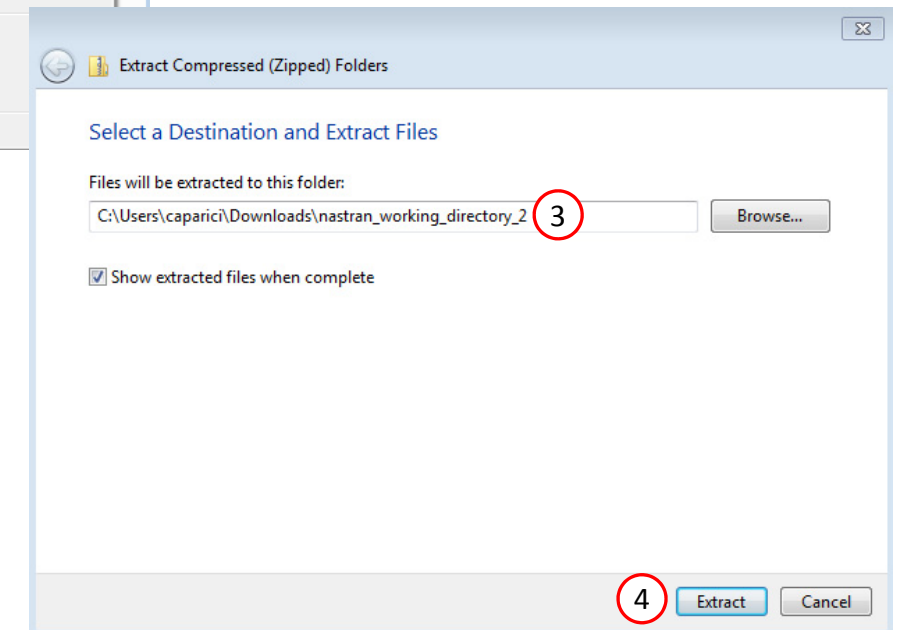 Extract Compressed (Zipped) Folders
Select a Destination and Extract Files
Files will be extracted to this folder:
C:\Users\caparici\Downloads\nastran_working_directory_2 3 Browse...
Show extracted files when complete
4 Extract Cancel